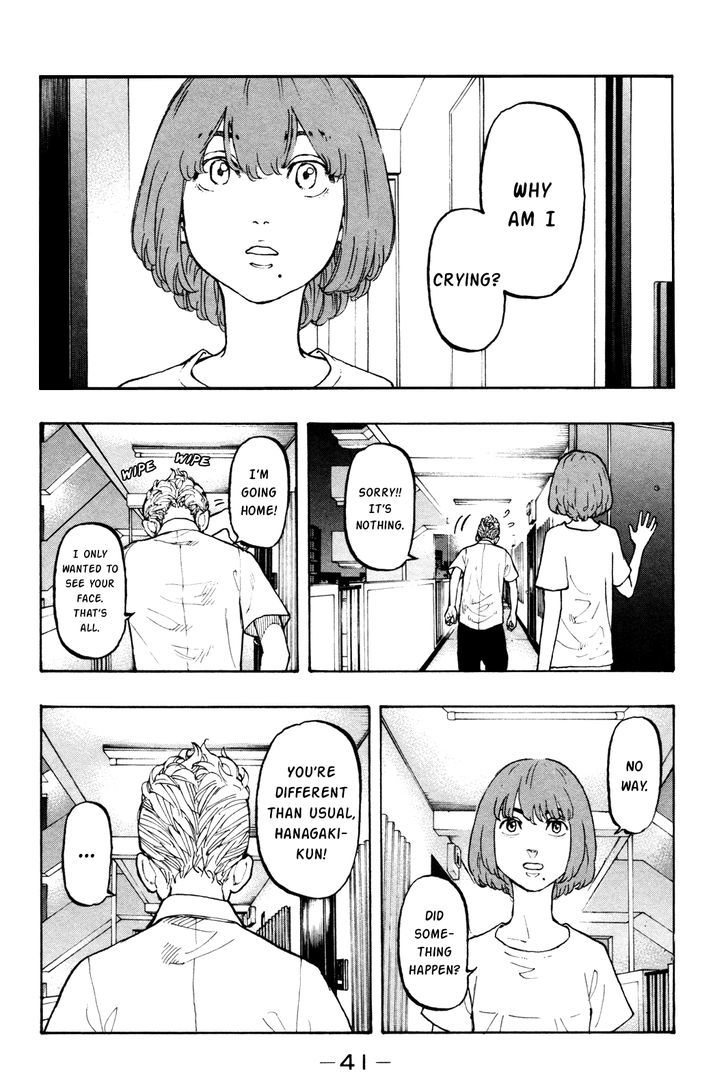 WHY
AM I
CRYING?
SORRY!!
IT'S
NOTHING.
WIPE
WIPE
I'M
GOING
HOME!
I ONLY
WANTED TO
SEE YOUR
FACE.
THAT'S
ALL.
NO
WAY.
DID
SOME-
THING
HAPPEN?
YOU'RE
DIFFERENT
THAN USUAL,
HANAGAKI-
KUN!
...
-41-